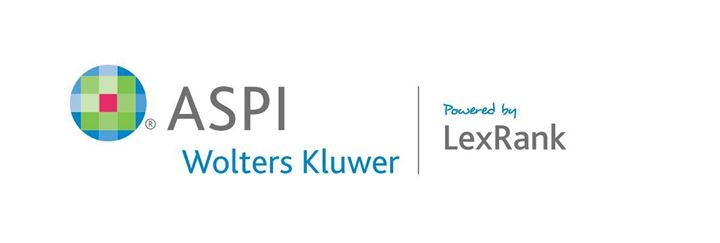 ® ASPI
Wolters Kluwer
Powered by
LexRank